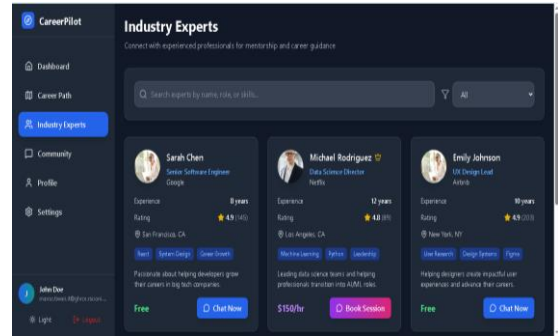 CareerPilot
Dashboard
Career Path
Industry Experts
Community
Profile
Settings
John Doe
Light
Logout
Industry Experts
Connect with experienced professionals for mentorship and career guidance
Search experts by name, role, or skills...
All
Sarah Chen
Senior Software Engineer
Google
Experience 8 years
Rating 4.9 (145)
San Francisco, CA
React System Design Career Growth
Passionate about helping developers grow
their careers in big tech companies.
Free Chat Now
Michael Rodriguez
Data Science Director
Netflix
Experience 12 years
Rating 4.8 (89)
Los Angeles, CA
Machine Learning Python Leadership
Leading data science teams and helping
professionals transition into AI/ML roles.
$150/hr Book Session
Emily Johnson
UX Design Lead
Airbnb
Experience 10 years
Rating 4.9 (203)
New York, NY
User Research Design Systems Figma
Helping designers create impactful user
experiences and advance their careers.
Free Chat Now